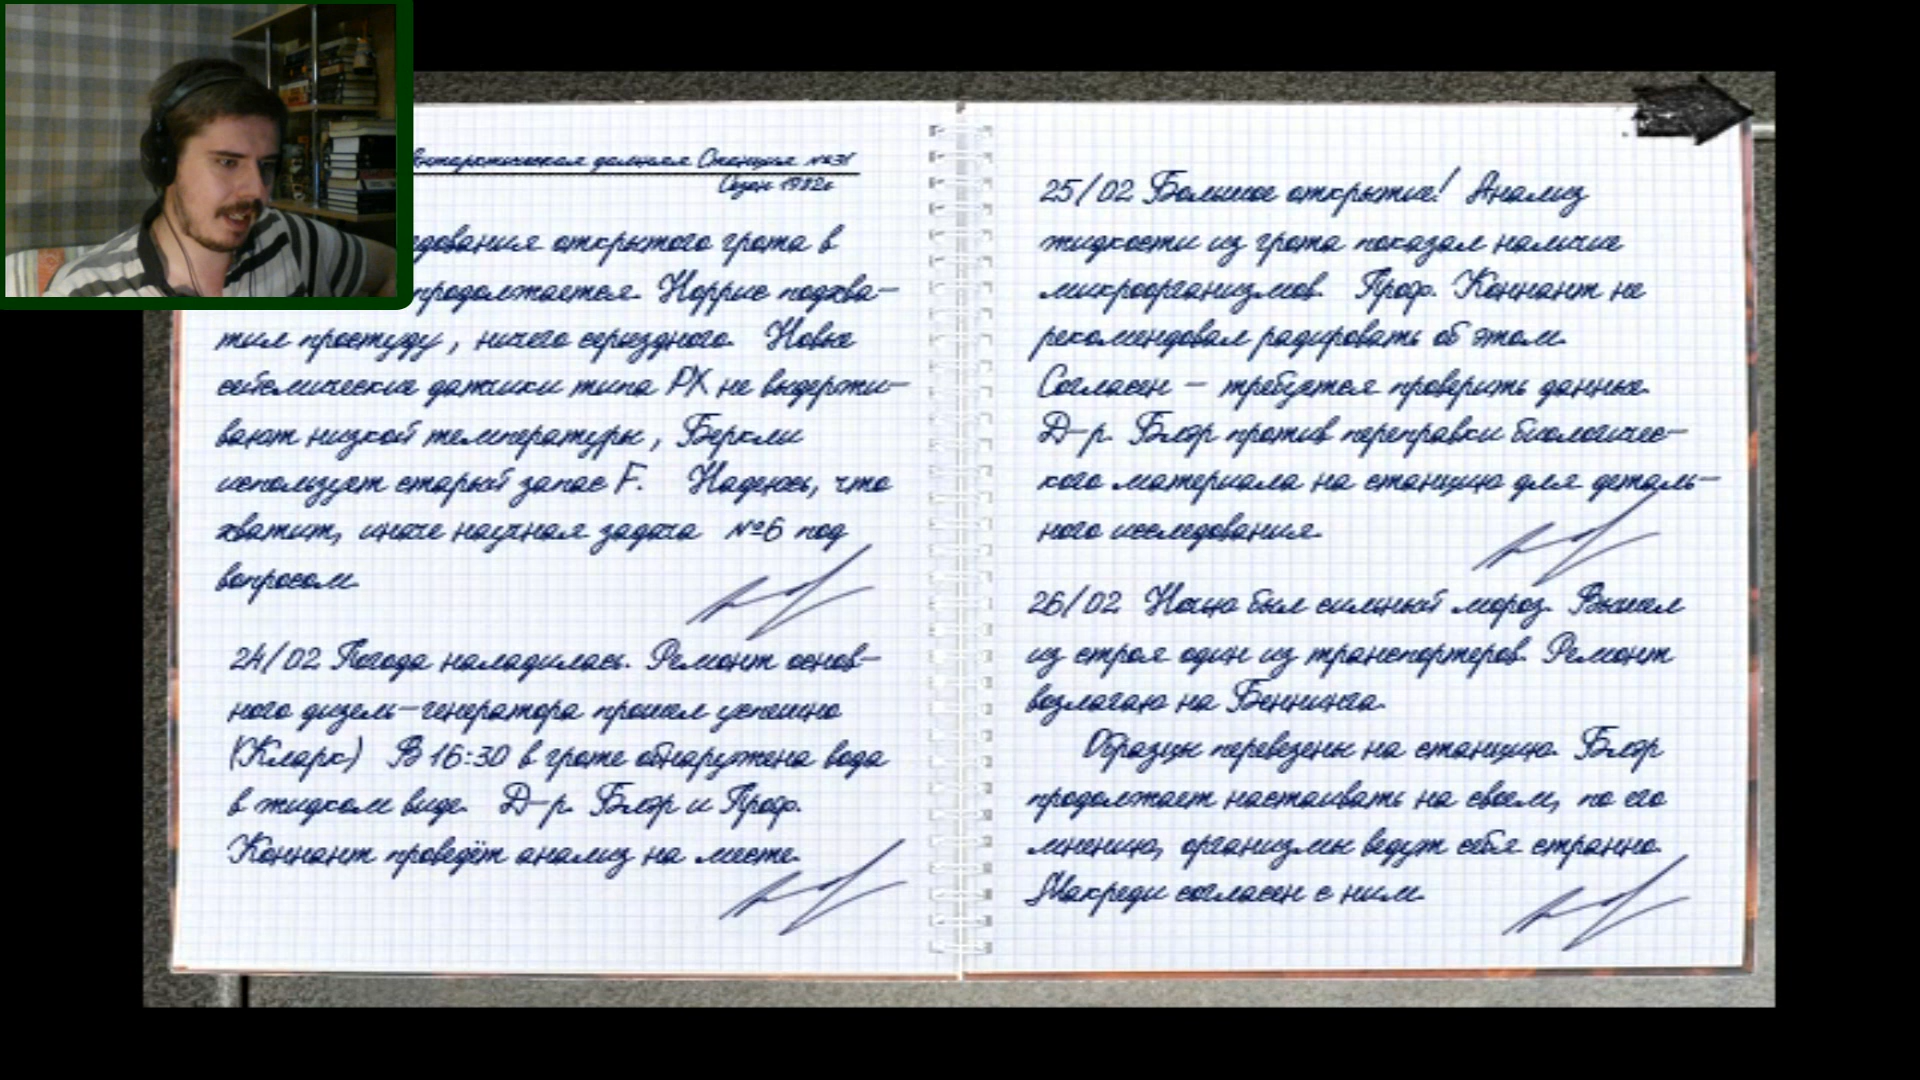 Антарктическая дальняя Станция №31
Сезон 1982г
дования открытого грота в
продолжается. Норрис подхва-
тил простуду, ничего серьёзного. Новые
сейсмические датчики типа РХ не выдержи-
вают низкой температуры, Беркли
использует старый запас F. Надеюсь, что
хватит, иначе научная задача №6 под
вопросом.
24/02 Погода наладилась. Ремонт основ-
ного дизель-генератора прошел успешно
(Кларк) В 16:30 в гроте обнаружена вода
в жидком виде. Д-р. Блэр и Проф.
Коннант проведёт анализ на месте.
25/02 Большое открытие! Анализ
жидкости из грота показал наличие
микроорганизмов. Проф. Коннант не
рекомендовал радировать об этом.
Согласен - требуется проверить данные.
Д-р. Блэр против переправки биологичес-
кого материала на станцию для деталь-
ного исследования.
26/02 Ночью был сильный мороз. Вышел
из строя один из транспортеров. Ремонт
возлагаю на Беннинга.
Образцы перевезены на станцию. Блэр
продолжает настаивать на своем, по его
мнению, организмы ведут себя странно.
Макреди согласен с ним.